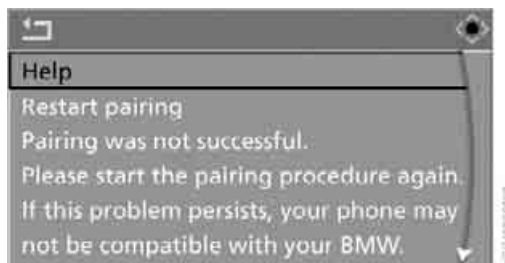 Help
Restart pairing
Pairing was not successful.
Please start the pairing procedure again.
If this problem persists, your phone may
not be compatible with your BMW.